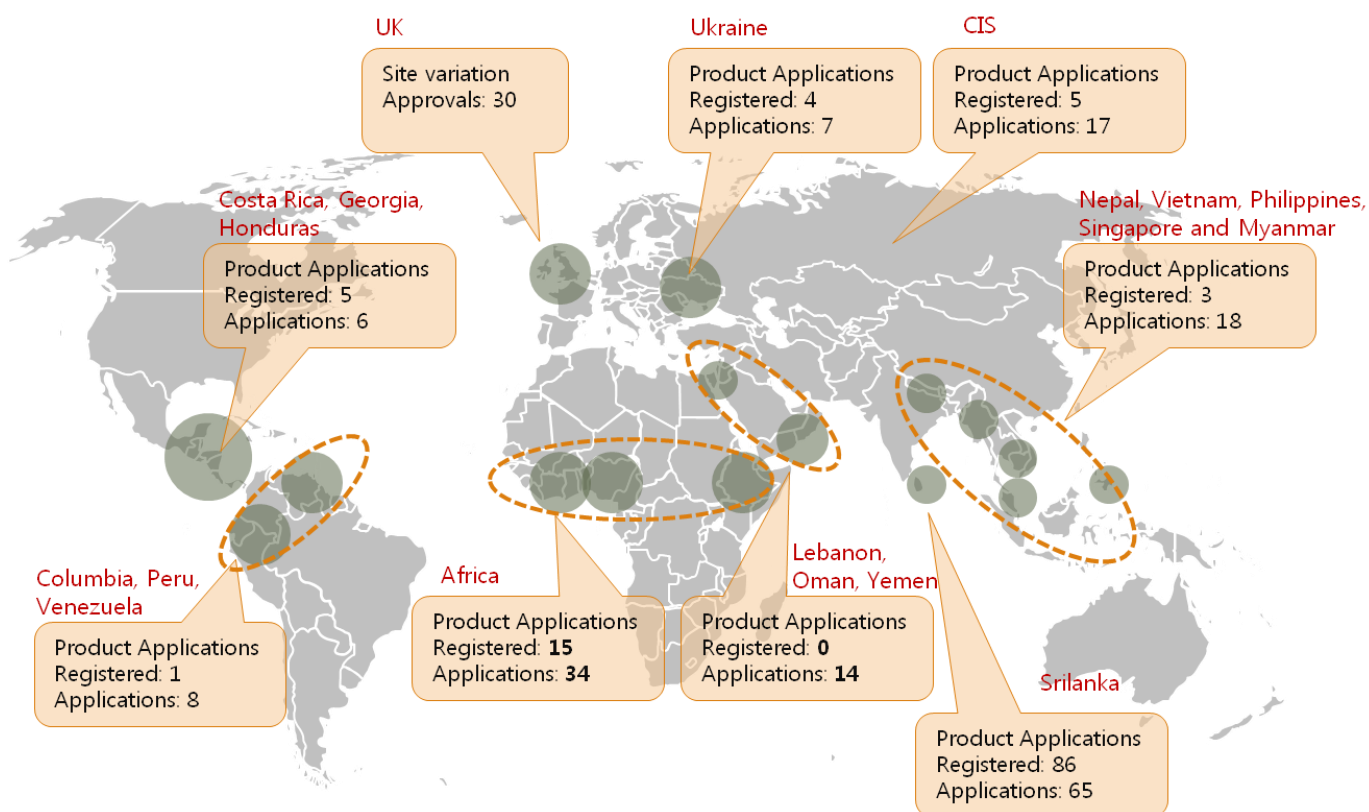 UK
Site variation
Approvals: 30
Ukraine
Product Applications
Registered: 4
Applications: 7
CIS
Product Applications
Registered: 5
Applications: 17
Costa Rica, Georgia,
Honduras
Product Applications
Registered: 5
Applications: 6
Nepal, Vietnam, Philippines,
Singapore and Myanmar
Product Applications
Registered: 3
Applications: 18
Columbia, Peru,
Venezuela
Product Applications
Registered: 1
Applications: 8
Africa
Product Applications
Registered: 15
Applications: 34
Lebanon,
Oman, Yemen
Product Applications
Registered: 0
Applications: 14
Srilanka
Product Applications
Registered: 86
Applications: 65